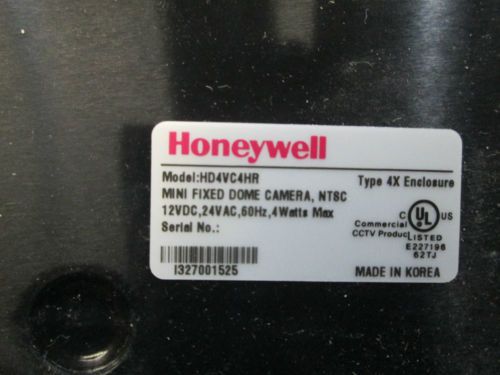 Honeywell
Model:HD4VC4HR Type 4X Enclosure
MINI FIXED DOME CAMERA, NTSC
12VDC,24VAC,60Hz,4Watts Max
Serial No.:
C UL US
Commercial
CCTV Product LISTED
E227196
62TJ
I327001525
MADE IN KOREA